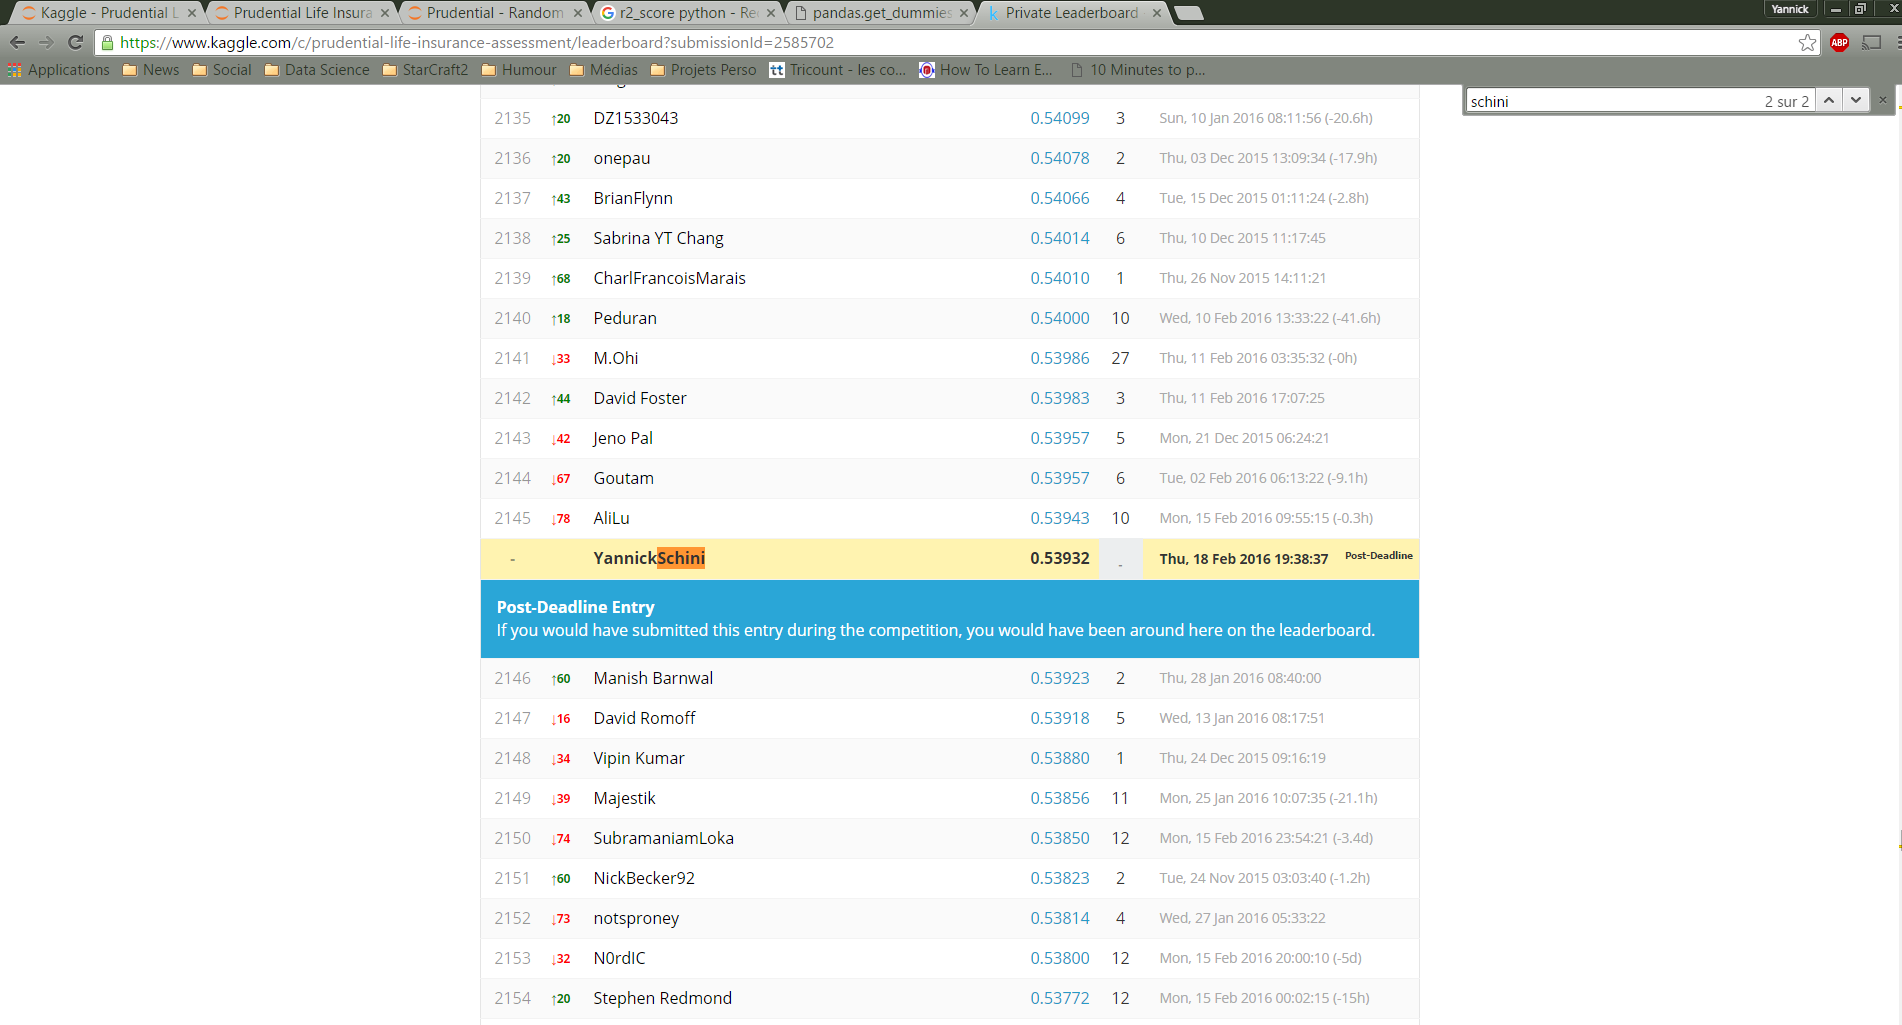 Kaggle - Prudential L
Prudential Life Insura
Prudential - Random
r2_score python - Re
pandas.get_dummies
Private Leaderboard
Yannick
https://www.kaggle.com/c/prudential-life-insurance-assessment/leaderboard?submissionId=2585702
ABP
Applications News Social Data Science StarCraft2 Humour Médias Projets Perso tt Tricount - les co... How To Learn E... 10 Minutes to p...
schini 2 sur 2
2135 ↑20 DZ1533043 0.54099 3 Sun, 10 Jan 2016 08:11:56 (-20.6h)
2136 ↑20 onepau 0.54078 2 Thu, 03 Dec 2015 13:09:34 (-17.9h)
2137 ↑43 BrianFlynn 0.54066 4 Tue, 15 Dec 2015 01:11:24 (-2.8h)
2138 ↑25 Sabrina YT Chang 0.54014 6 Thu, 10 Dec 2015 11:17:45
2139 ↑68 CharlFrancoisMarais 0.54010 1 Thu, 26 Nov 2015 14:11:21
2140 ↑18 Peduran 0.54000 10 Wed, 10 Feb 2016 13:33:22 (-41.6h)
2141 ↓33 M.Ohi 0.53986 27 Thu, 11 Feb 2016 03:35:32 (-0h)
2142 ↑44 David Foster 0.53983 3 Thu, 11 Feb 2016 17:07:25
2143 ↓42 Jeno Pal 0.53957 5 Mon, 21 Dec 2015 06:24:21
2144 ↓67 Goutam 0.53957 6 Tue, 02 Feb 2016 06:13:22 (-9.1h)
2145 ↓78 AliLu 0.53943 10 Mon, 15 Feb 2016 09:55:15 (-0.3h)
- YannickSchini 0.53932 - Thu, 18 Feb 2016 19:38:37 Post-Deadline
Post-Deadline Entry
If you would have submitted this entry during the competition, you would have been around here on the leaderboard.
2146 ↑60 Manish Barnwal 0.53923 2 Thu, 28 Jan 2016 08:40:00
2147 ↓16 David Romoff 0.53918 5 Wed, 13 Jan 2016 08:17:51
2148 ↓34 Vipin Kumar 0.53880 1 Thu, 24 Dec 2015 09:16:19
2149 ↓39 Majestik 0.53856 11 Mon, 25 Jan 2016 10:07:35 (-21.1h)
2150 ↓74 SubramaniamLoka 0.53850 12 Mon, 15 Feb 2016 23:54:21 (-3.4d)
2151 ↑60 NickBecker92 0.53823 2 Tue, 24 Nov 2015 03:03:40 (-1.2h)
2152 ↓73 notsproney 0.53814 4 Wed, 27 Jan 2016 05:33:22
2153 ↓32 N0rdIC 0.53800 12 Mon, 15 Feb 2016 20:00:10 (-5d)
2154 ↑20 Stephen Redmond 0.53772 12 Mon, 15 Feb 2016 00:02:15 (-15h)